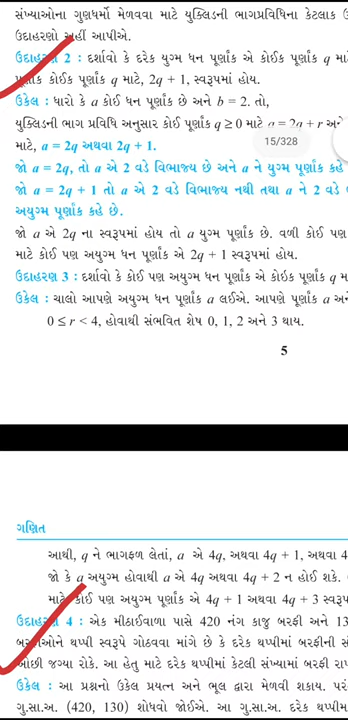 સંખ્યાઓના ગુણધર્મો મેળવવા માટે યુક્લિડની ભાગપ્રવિધિના કેટલાક
ઉદાહરણો અહીં આપીએ.
ઉદાહરણ 2 : દર્શાવો કે દરેક યુગ્મ ધન પૂર્ણાંક એ કોઈક પૂર્ણાંક q માટે
પૂર્ણાંક કોઈક પૂર્ણાંક q માટે, 2q + 1, સ્વરૂપમાં હોય.
ઉકેલ : ધારો કે a કોઈ ધન પૂર્ણાંક છે અને b = 2. તો,
યુક્લિડની ભાગ પ્રવિધિ અનુસાર કોઈ પૂર્ણાંક q ≥ 0 માટે a = 2q + r અને
માટે, a = 2q અથવા 2q + 1.
15/328
જો a = 2q, તો a એ 2 વડે વિભાજ્ય છે અને a ને યુગ્મ પૂર્ણાંક કહે
જો a = 2q + 1 તો a એ 2 વડે વિભાજ્ય નથી તથા a ને 2 વડે
અયુગ્મ પૂર્ણાંક કહે છે.
જો a એ 2q ના સ્વરૂપમાં હોય તો a યુગ્મ પૂર્ણાંક છે. વળી કોઈ પણ
માટે કોઈ પણ અયુગ્મ ધન પૂર્ણાંક એ 2q + 1 સ્વરૂપમાં હોય.
ઉદાહરણ 3 : દર્શાવો કે કોઈ પણ અયુગ્મ ધન પૂર્ણાંક એ કોઇક પૂર્ણાંક q
ઉકેલ : ચાલો આપણે અયુગ્મ ધન પૂર્ણાંક a લઈએ. આપણે પૂર્ણાંક a
0 ≤ r < 4, હોવાથી સંભવિત શેષ 0, 1, 2 અને 3 થાય.
5
ગણિત
આથી, q ને ભાગફળ લેતાં, a એ 4q, અથવા 4q + 1, અથવા 4
જો કે a અયુગ્મ હોવાથી a એ 4q અથવા 4q + 2 ન હોઈ શકે.
માટે કોઈ પણ અયુગ્મ પૂર્ણાંક એ 4q + 1 અથવા 4q + 3
ઉદાહરણ 4 : એક મીઠાઈવાળા પાસે 420 નંગ કાજુ બરફી અને 13
બરફીઓને થપ્પી સ્વરૂપે ગોઠવવા માંગે છે કે દરેક થપ્પીમાં બરફીની
ઓછી જગ્યા રોકે. આ હેતુ માટે દરેક થપ્પીમાં કેટલી સંખ્યામાં બરફી
ઉકેલ : આ પ્રશ્નનો ઉકેલ પ્રયત્ન અને ભૂલ દ્વારા મેળવી શકાય.
ગુ.સા.અ. (420, 130) શોધવો જોઈએ. આ ગુ.સા.અ. દરેક